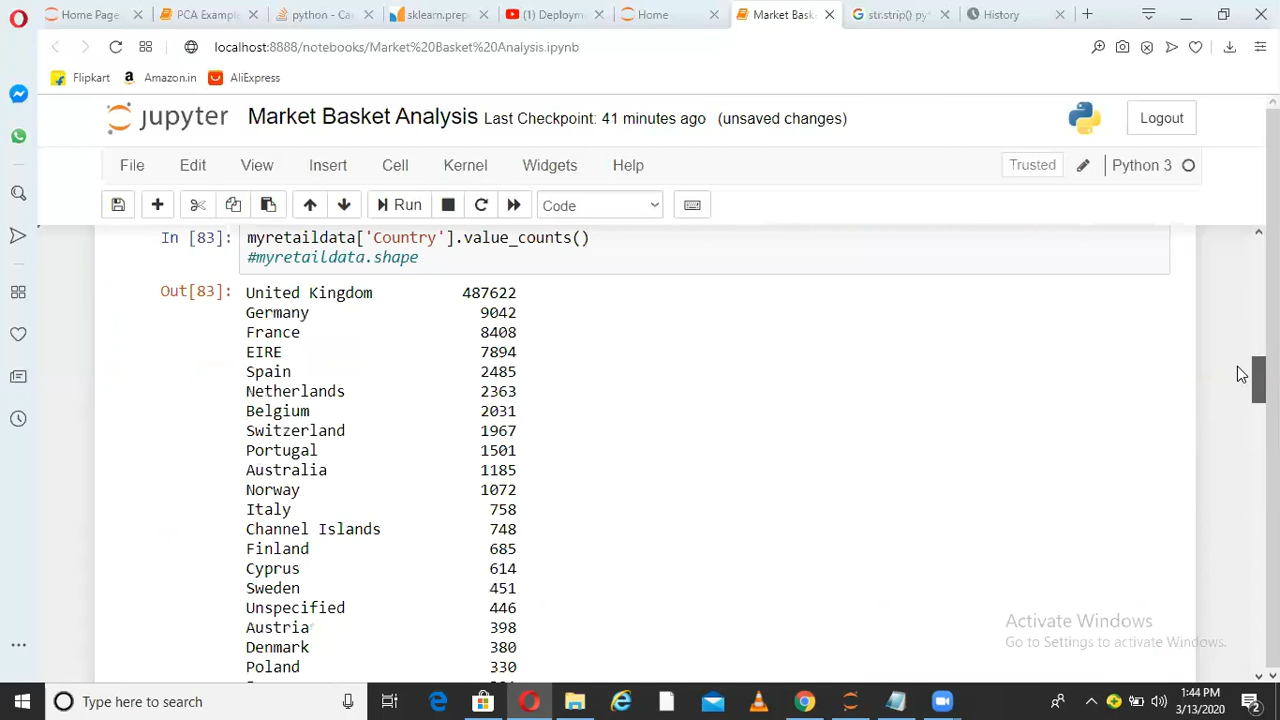 Home Page
PCA Example
python - Ca
sklearn.prep
(1) Deploym
Home
Market Bask
str.strip() py
History
localhost:8888/notebooks/Market%20Basket%20Analysis.ipynb
Flipkart Amazon.in AliExpress
jupyter Market Basket Analysis Last Checkpoint: 41 minutes ago (unsaved changes) Logout
File Edit View Insert Cell Kernel Widgets Help Trusted Python 3
Run Code
In [83]: myretaildata['Country'].value_counts()
#myretaildata.shape
Out[83]: United Kingdom 487622
Germany 9042
France 8408
EIRE 7894
Spain 2485
Netherlands 2363
Belgium 2031
Switzerland 1967
Portugal 1501
Australia 1185
Norway 1072
Italy 758
Channel Islands 748
Finland 685
Cyprus 614
Sweden 451
Unspecified 446
Austria 398
Denmark 380
Poland 330
Activate Windows
Go to Settings to activate Windows.
Type here to search
1:44 PM
3/13/2020
2